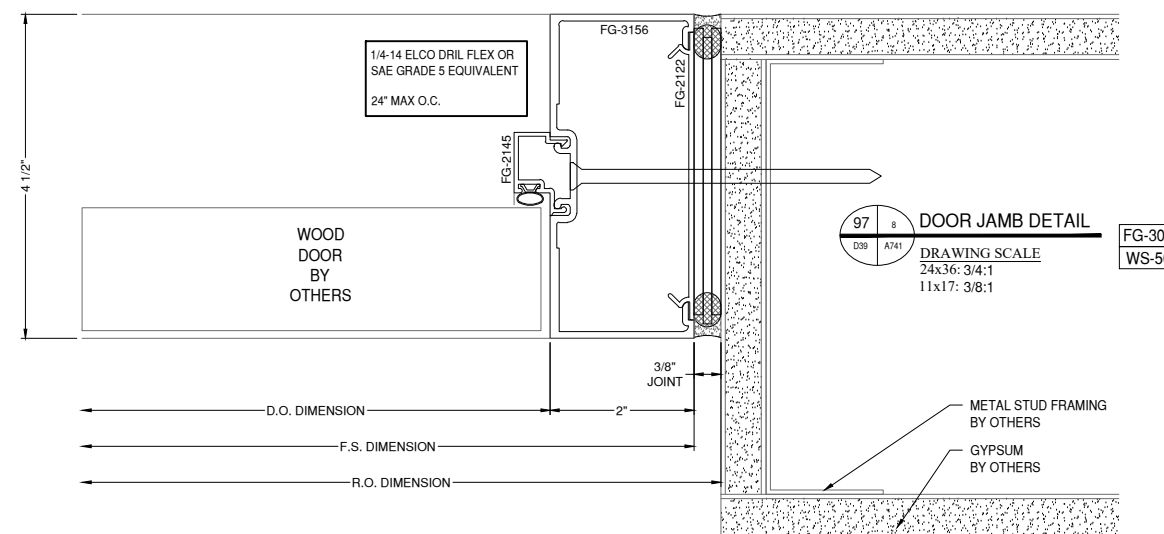 FG-3156
1/4-14 ELCO DRIL FLEX OR
SAE GRADE 5 EQUIVALENT
24" MAX O.C.
FG-2122
FG-2145
4 1/2"
WOOD
DOOR
BY
OTHERS
97
8
D39
A741
DOOR JAMB DETAIL
DRAWING SCALE
24x36: 3/4:1
11x17: 3/8:1
3/8"
JOINT
D.O. DIMENSION
2"
F.S. DIMENSION
R.O. DIMENSION
METAL STUD FRAMING
BY OTHERS
GYPSUM
BY OTHERS